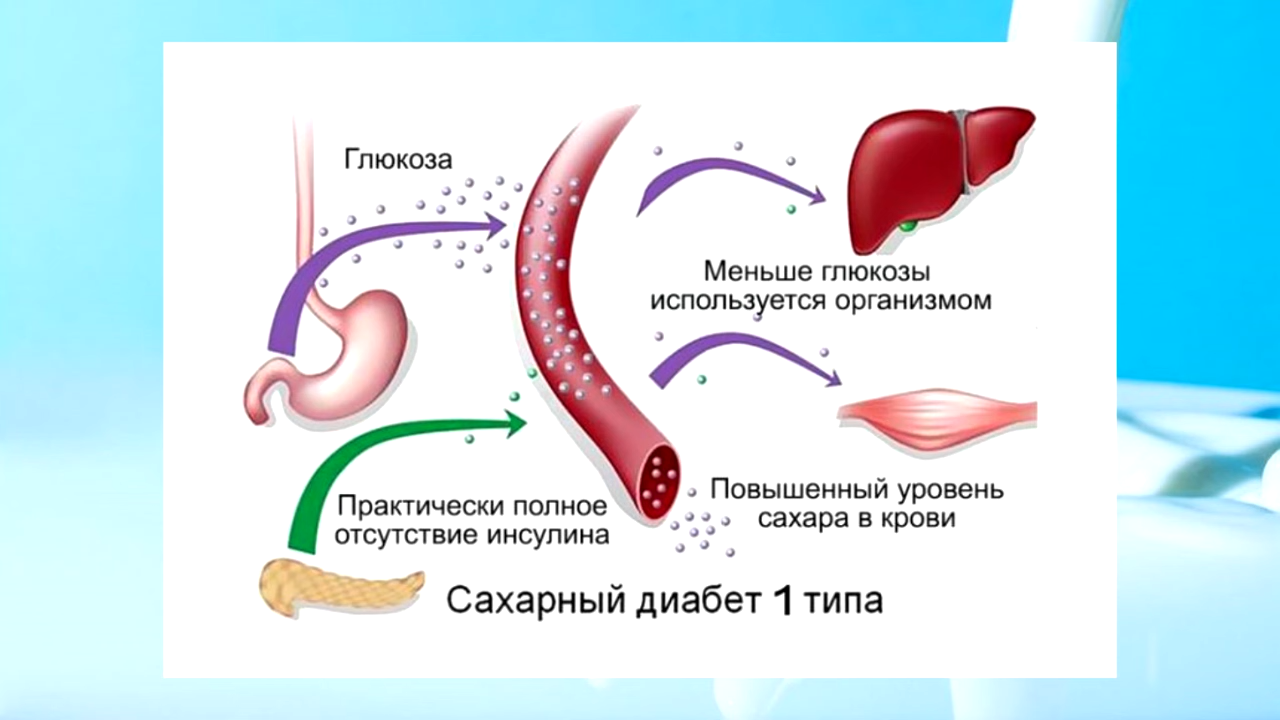 Глюкоза
Меньше глюкозы
используется организмом
Практически полное
отсутствие инсулина
Повышенный уровень
сахара в крови
Сахарный диабет 1 типа